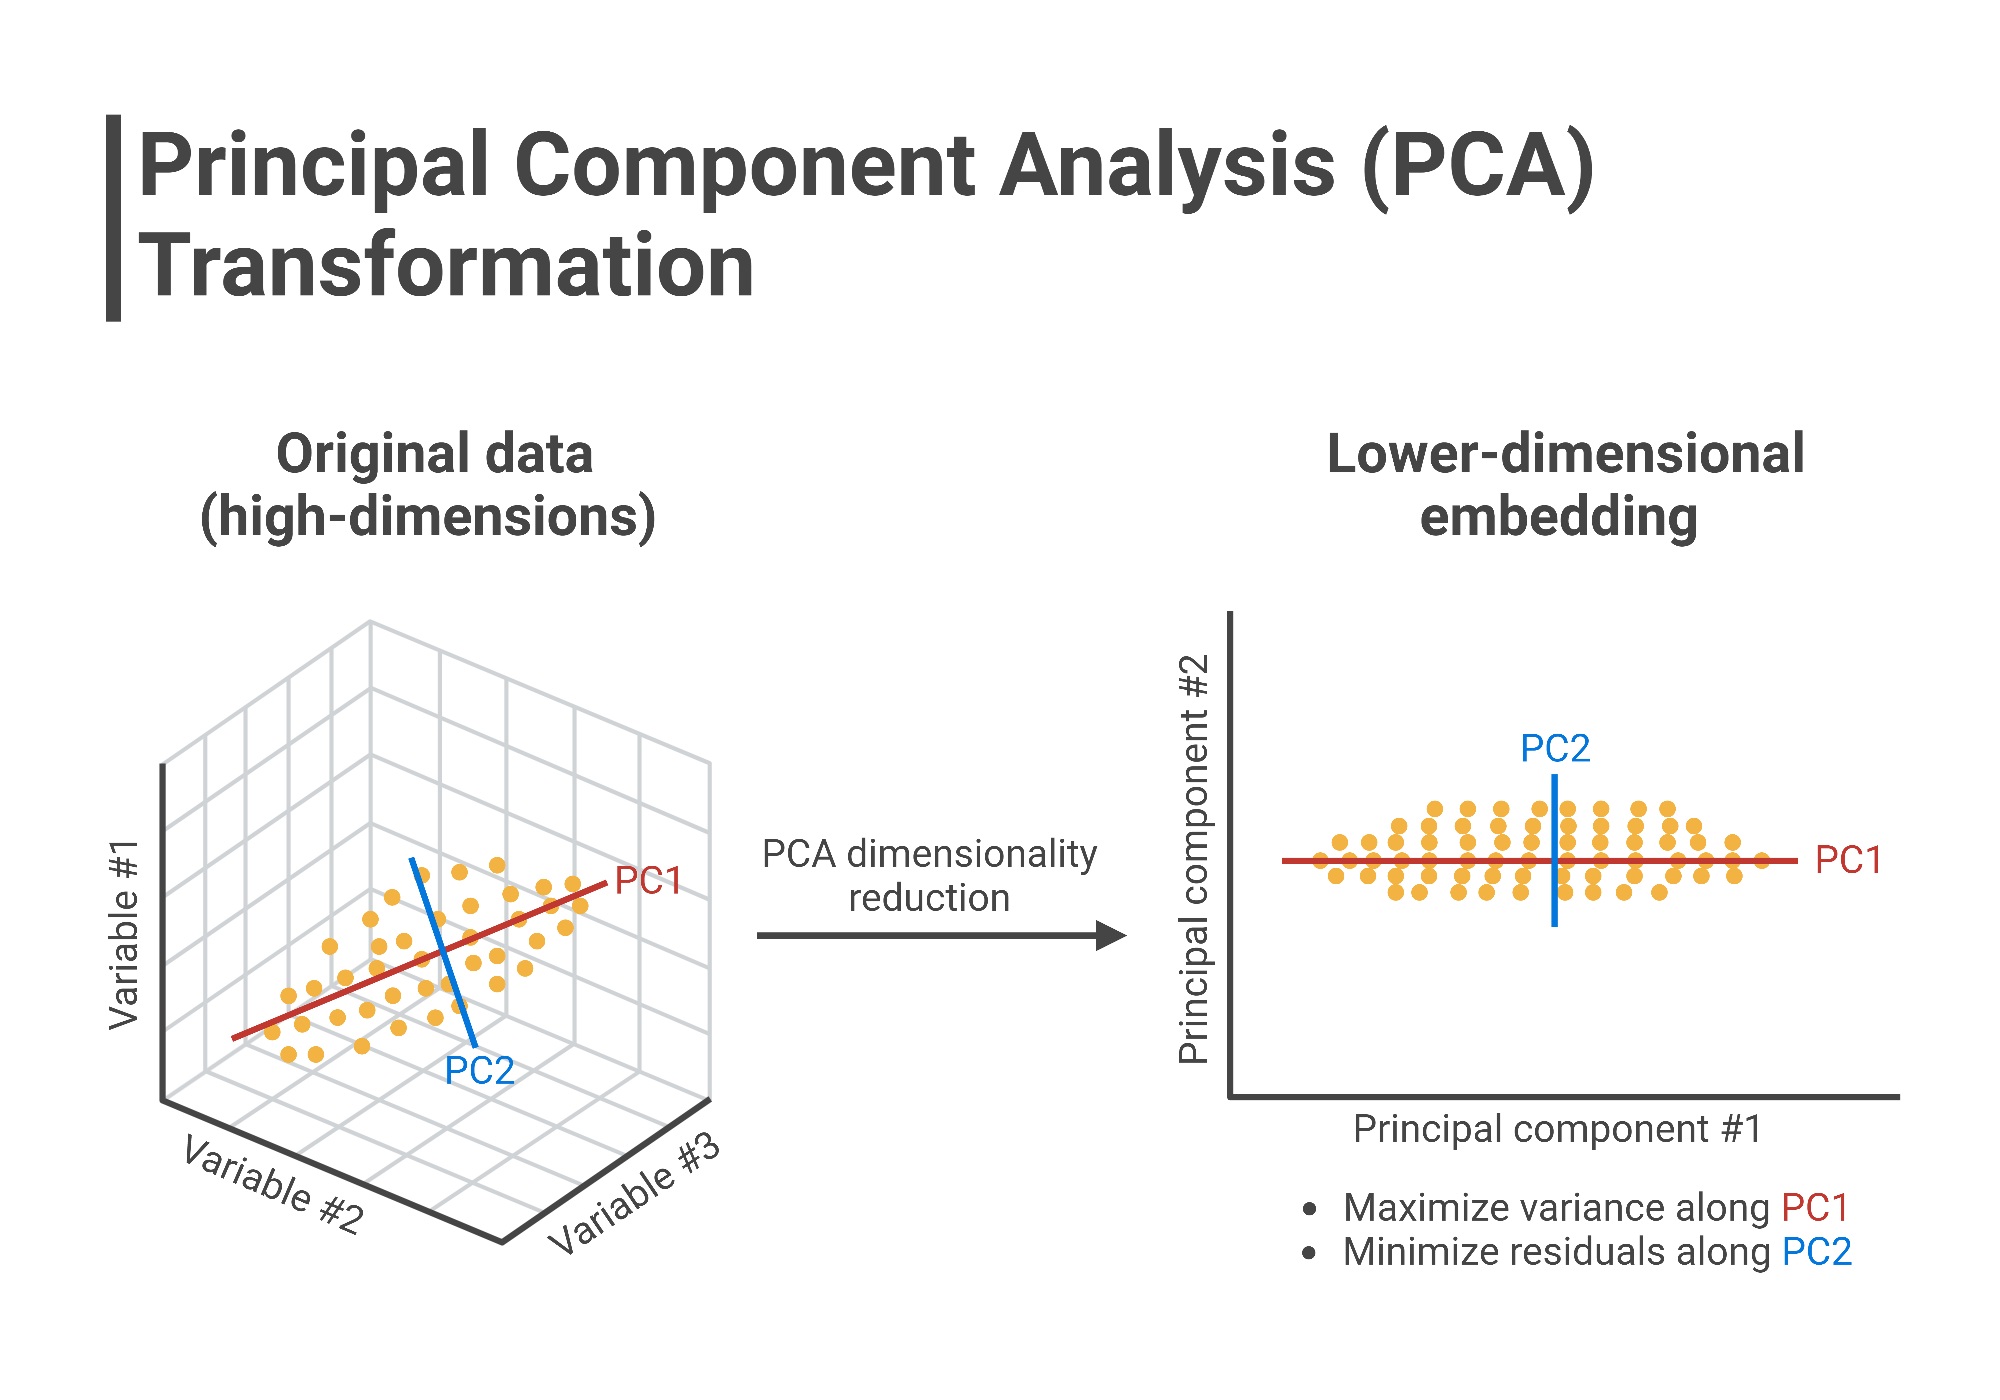 Principal Component Analysis (PCA)
Transformation
Original data
(high-dimensions)
Variable #1
Variable #2
Variable #3
PC1
PC2
PCA dimensionality
reduction
Lower-dimensional
embedding
Principal component #2
PC2
PC1
Principal component #1
• Maximize variance along PC1
• Minimize residuals along PC2